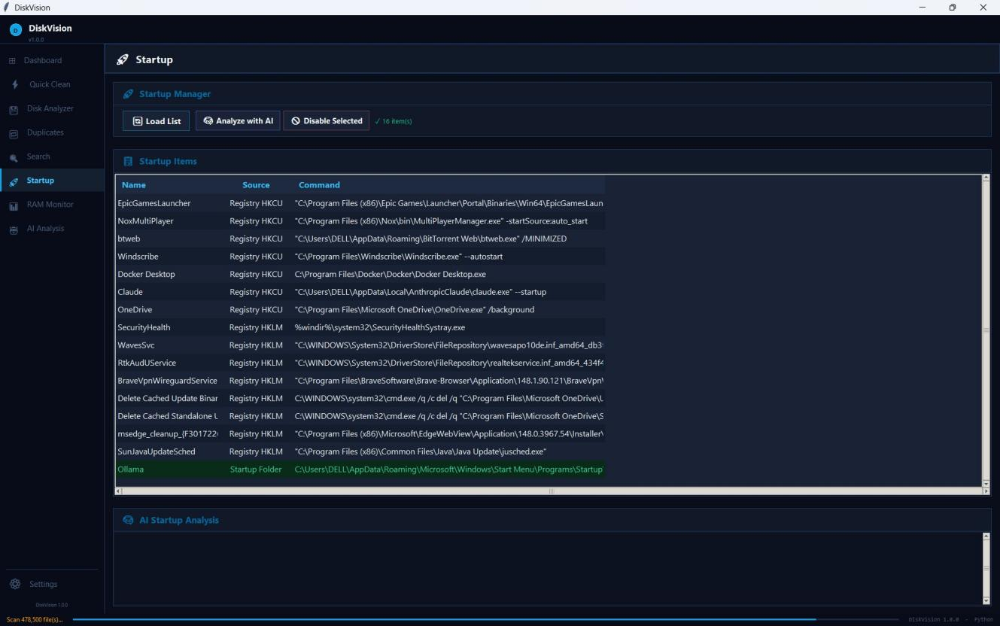 DiskVision
D DiskVision
v1.0.0
Dashboard
Quick Clean
Disk Analyzer
Duplicates
Search
Startup
RAM Monitor
AI Analysis
Startup
Startup Manager
Load List Analyze with AI Disable Selected ✓ 16 item(s)
Startup Items
Name Source Command
EpicGamesLauncher Registry HKCU "C:\Program Files (x86)\Epic Games\Launcher\Portal\Binaries\Win64\EpicGamesLaun
NoxMultiPlayer Registry HKCU "C:\Program Files (x86)\Nox\bin\MultiPlayerManager.exe" -startSource:auto_start
btweb Registry HKCU "C:\Users\DELL\AppData\Roaming\BitTorrent Web\btweb.exe" /MINIMIZED
Windscribe Registry HKCU "C:\Program Files\Windscribe\Windscribe.exe" --autostart
Docker Desktop Registry HKCU C:\Program Files\Docker\Docker\Docker Desktop.exe
Claude Registry HKCU "C:\Users\DELL\AppData\Local\AnthropicClaude\claude.exe" --startup
OneDrive Registry HKCU "C:\Program Files\Microsoft OneDrive\OneDrive.exe" /background
SecurityHealth Registry HKLM %windir%\system32\SecurityHealthSystray.exe
WavesSvc Registry HKLM "C:\WINDOWS\System32\DriverStore\FileRepository\wavesapo10de.inf_amd64_db3
RtkAudUService Registry HKLM "C:\WINDOWS\System32\DriverStore\FileRepository\realtekservice.inf_amd64_434f4
BraveVpnWireguardService Registry HKLM "C:\Program Files\BraveSoftware\Brave-Browser\Application\148.1.90.121\BraveVpn\
Delete Cached Update Binar Registry HKLM C:\WINDOWS\system32\cmd.exe /q /c del /q "C:\Program Files\Microsoft OneDrive\U
Delete Cached Standalone U Registry HKLM C:\WINDOWS\system32\cmd.exe /q /c del /q "C:\Program Files\Microsoft OneDrive\S
msedge_cleanup_{F301722 Registry HKLM "C:\Program Files (x86)\Microsoft\EdgeWebView\Application\148.0.3967.54\Installer\
SunJavaUpdateSched Registry HKLM "C:\Program Files (x86)\Common Files\Java\Java Update\jusched.exe"
Ollama Startup Folder C:\Users\DELL\AppData\Roaming\Microsoft\Windows\Start Menu\Programs\Startup\
AI Startup Analysis
Settings
DiskVision 1.0.0
Scan 478,500 file(s)...
DiskVision 1.0.0 - Python